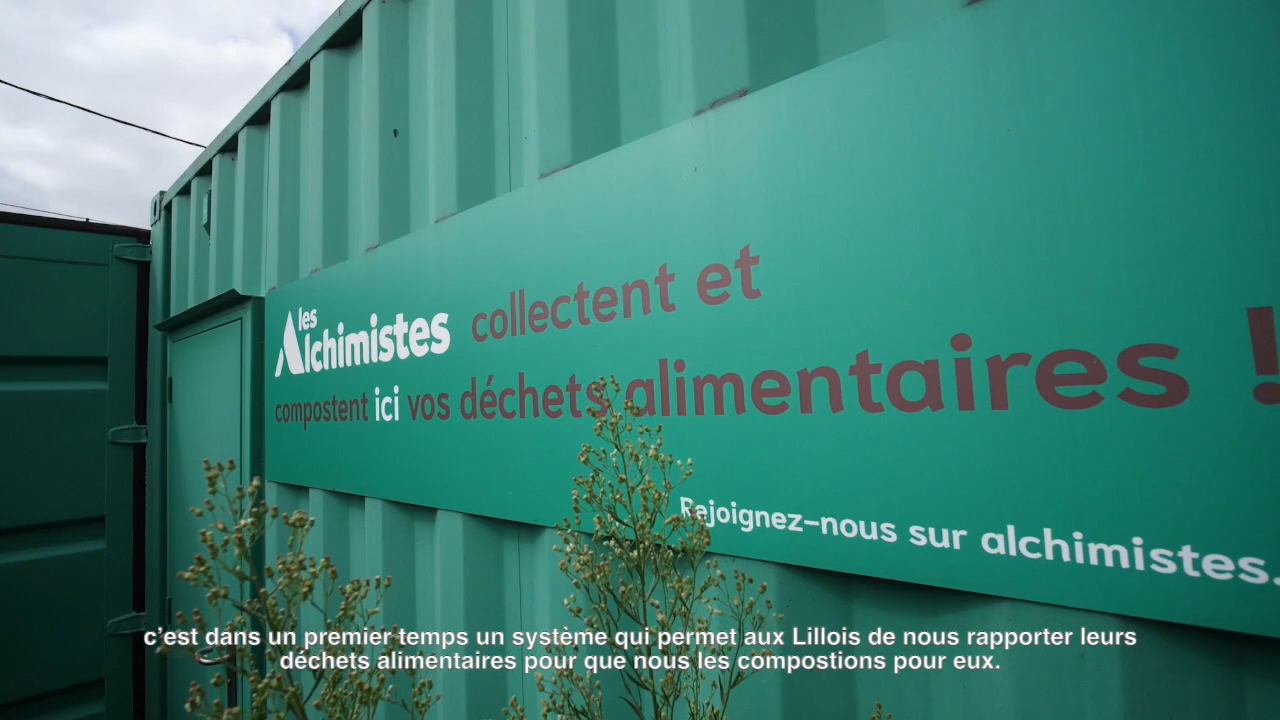 les
Alchimistes collectent et
compostent ici vos déchets alimentaires !
Rejoignez-nous sur alchimistes.
c’est dans un premier temps un système qui permet aux Lillois de nous rapporter leurs
déchets alimentaires pour que nous les compostions pour eux.